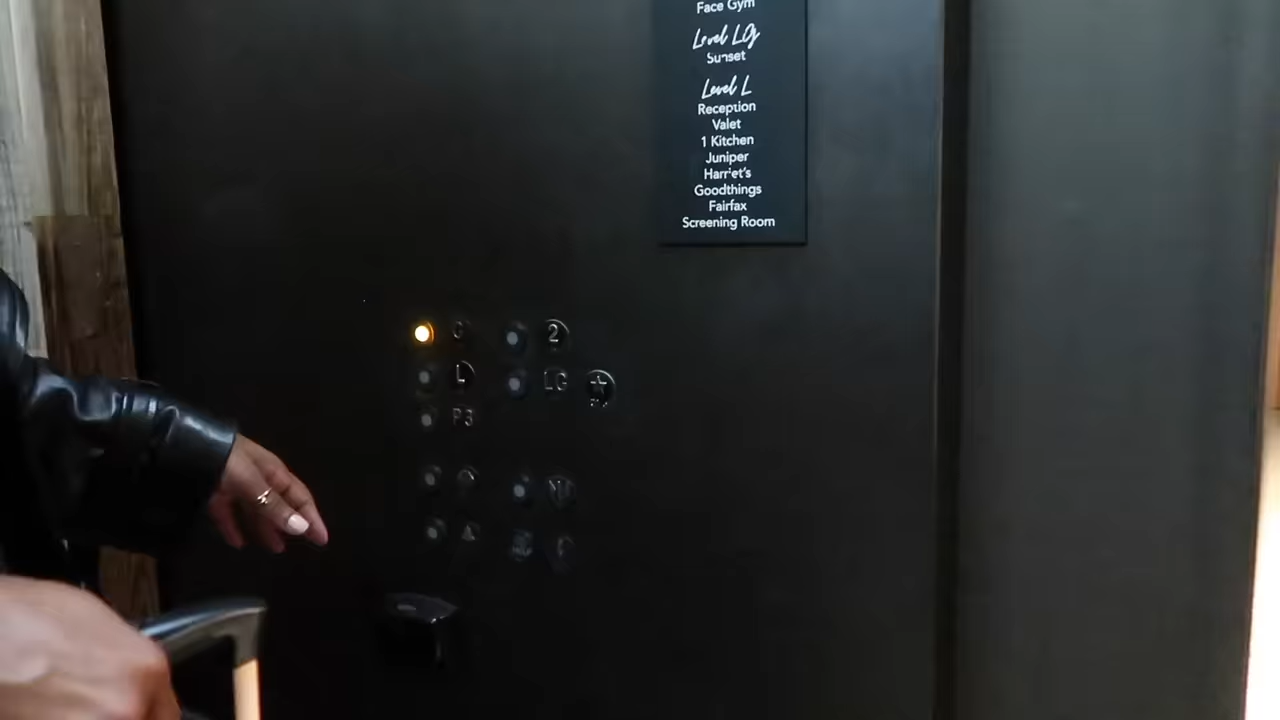 Face Gym
Level LG
Sunset
Level L
Reception
Valet
1 Kitchen
Juniper
Harriet's
Goodthings
Fairfax
Screening Room
2
L
LG
P3